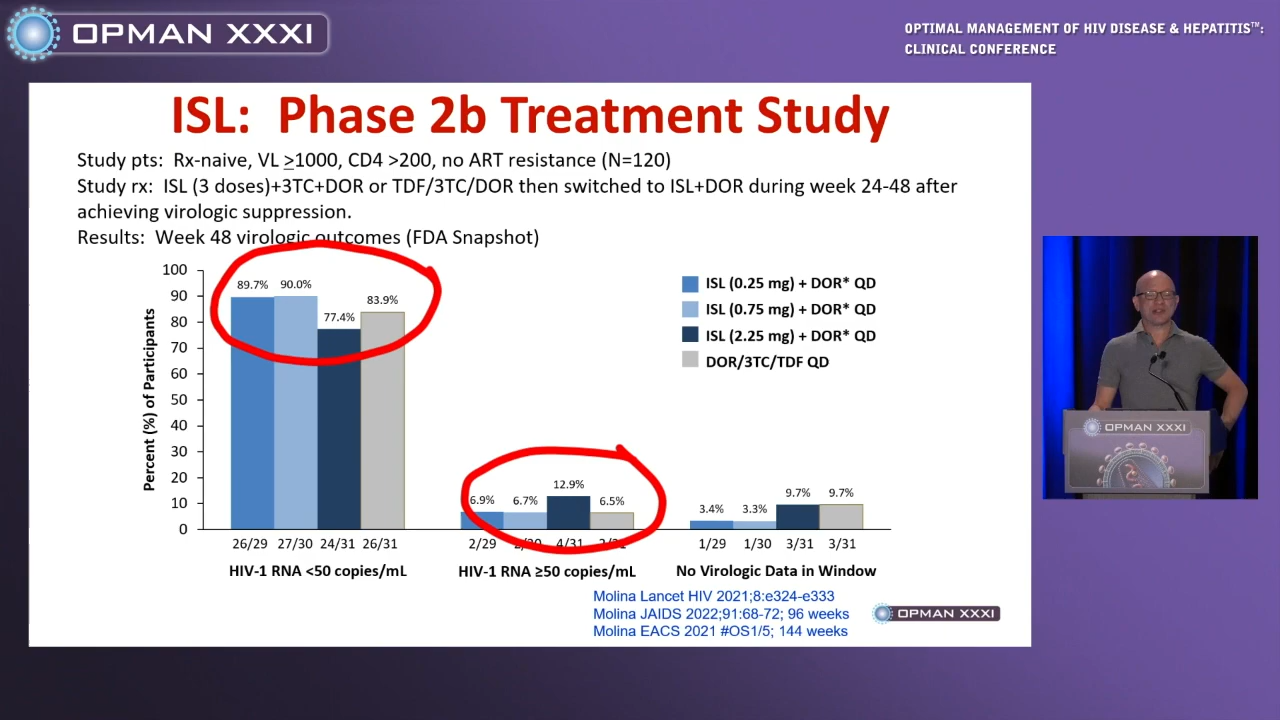 OPMAN XXXI
OPTIMAL MANAGEMENT OF HIV DISEASE & HEPATITIS™:
CLINICAL CONFERENCE
ISL: Phase 2b Treatment Study
Study pts: Rx-naive, VL ≥1000, CD4 >200, no ART resistance (N=120)
Study rx: ISL (3 doses)+3TC+DOR or TDF/3TC/DOR then switched to ISL+DOR during week 24-48 after
achieving virologic suppression.
Results: Week 48 virologic outcomes (FDA Snapshot)
Percent (%) of Participants
100
90
80
70
60
50
40
30
20
10
0
89.7% 90.0% 77.4% 83.9%
6.9% 6.7% 12.9% 6.5%
3.4% 3.3% 9.7% 9.7%
ISL (0.25 mg) + DOR* QD
ISL (0.75 mg) + DOR* QD
ISL (2.25 mg) + DOR* QD
DOR/3TC/TDF QD
26/29 27/30 24/31 26/31
2/29 2/30 4/31 2/31
1/29 1/30 3/31 3/31
HIV-1 RNA <50 copies/mL
HIV-1 RNA ≥50 copies/mL
No Virologic Data in Window
Molina Lancet HIV 2021;8:e324-e333
Molina JAIDS 2022;91:68-72; 96 weeks
Molina EACS 2021 #OS1/5; 144 weeks
OPMAN XXXI
OPMAN XXXI